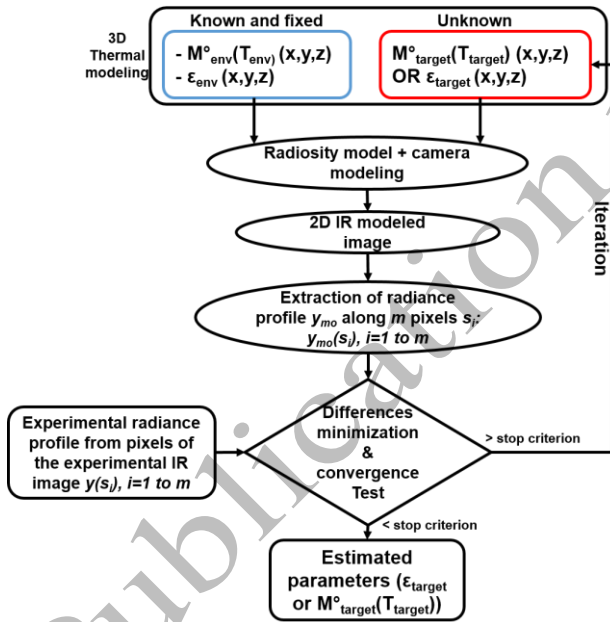 Known and fixed
Unknown
3D
Thermal
modeling
- M°env(Tenv) (x,y,z)
- εenv (x,y,z)
M°target(Ttarget) (x,y,z)
OR εtarget (x,y,z)
Radiosity model + camera
modeling
2D IR modeled
image
Iteration
Extraction of radiance
profile ymo along m pixels si:
ymo(si), i=1 to m
Experimental radiance
profile from pixels of
the experimental IR
image y(si), i=1 to m
Differences
minimization
&
convergence
Test
> stop criterion
< stop criterion
Estimated
parameters (εtarget
or M°target(Ttarget))